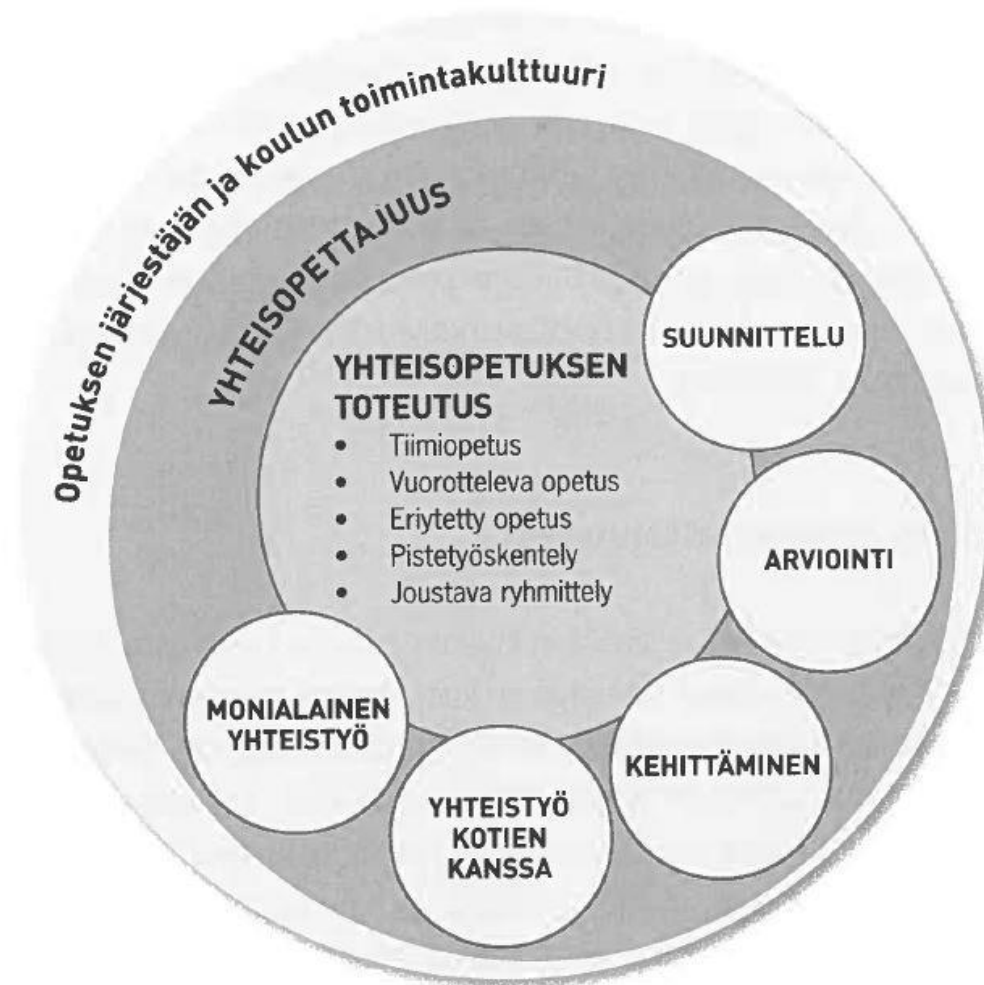 Opetuksen järjestäjän ja koulun toimintakulttuuri
YHTEISOPETTAJUUS
YHTEISOPETUKSEN
TOTEUTUS
• Tiimiopetus
• Vuorotteleva opetus
• Eriytetty opetus
• Pistetyöskentely
• Joustava ryhmittely
SUUNNITTELU
ARVIOINTI
KEHITTÄMINEN
YHTEISTYÖ
KOTIEN
KANSSA
MONIALAINEN
YHTEISTYÖ